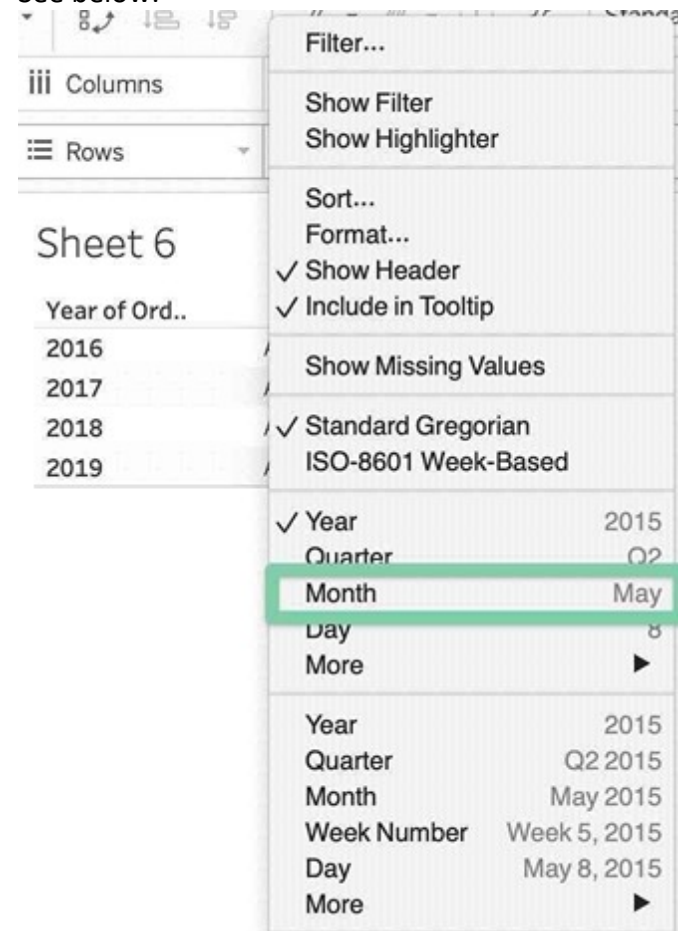 see below:
Standa
Columns
Rows
Sheet 6
Year of Ord..
2016
2017
2018
2019
Filter...
Show Filter
Show Highlighter
Sort...
Format...
✓ Show Header
✓ Include in Tooltip
Show Missing Values
✓ Standard Gregorian
ISO-8601 Week-Based
✓ Year 2015
Quarter Q2
Month May
Day 8
More ▶
Year 2015
Quarter Q2 2015
Month May 2015
Week Number Week 5, 2015
Day May 8, 2015
More ▶